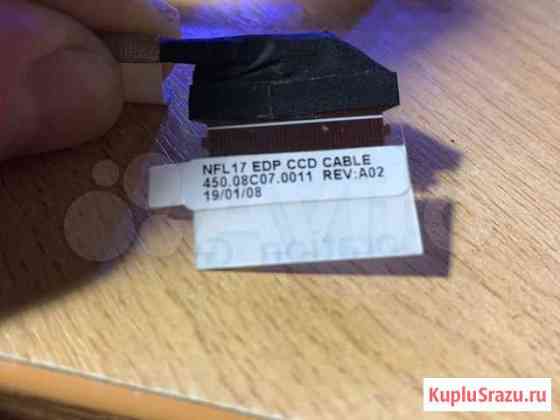 NFL17 EDP CCD CABLE
450.08C07.0011 REV:A02
19/01/08
KupluSrazu.ru